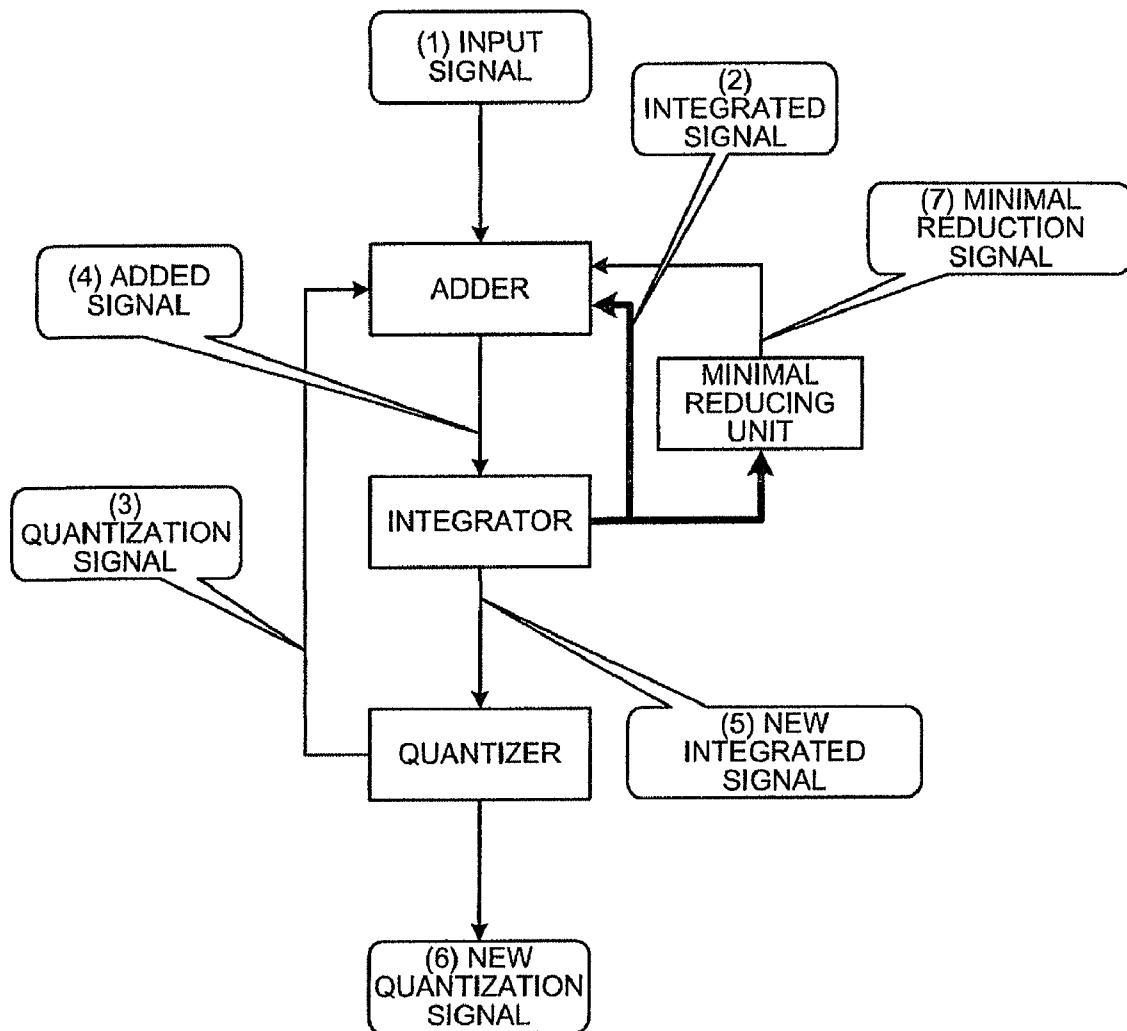 (1) INPUT
SIGNAL
(2)
INTEGRATED
SIGNAL
(7) MINIMAL
REDUCTION
SIGNAL
(4) ADDED
SIGNAL
ADDER
MINIMAL
REDUCING
UNIT
(3)
QUANTIZATION
SIGNAL
INTEGRATOR
QUANTIZER
(5) NEW
INTEGRATED
SIGNAL
(6) NEW
QUANTIZATION
SIGNAL